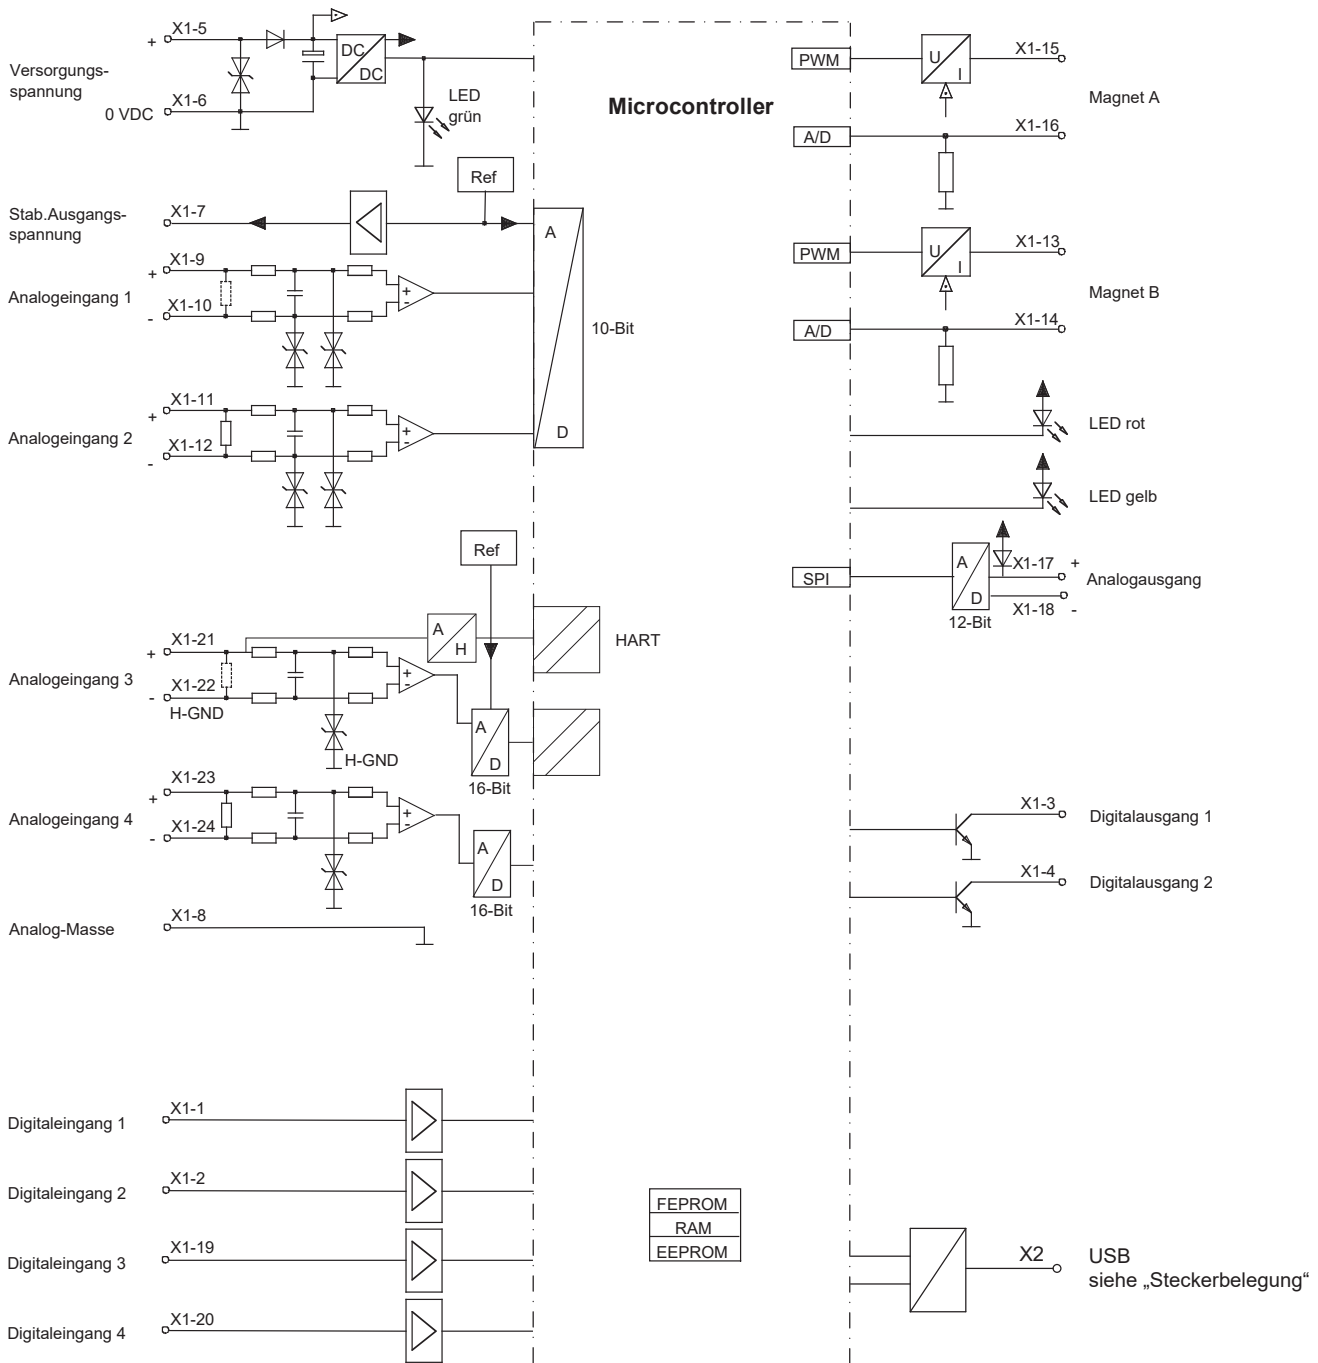 X1-5
+
Versorgungs-
spannung
X1-6
0 VDC
DC
DC
LED
grün
Microcontroller
PWM
U
I
X1-15
Magnet A
A/D
X1-16
Ref
Stab.Ausgangs-
spannung
X1-7
A
D
10-Bit
X1-9
+
Analogeingang 1
X1-10
-
+
-
PWM
U
I
X1-13
Magnet B
A/D
X1-14
X1-11
+
Analogeingang 2
X1-12
-
+
-
LED rot
LED gelb
Ref
SPI
A
D
12-Bit
X1-17
+
Analogausgang
X1-18
-
A
H
HART
X1-21
+
Analogeingang 3
X1-22
-
H-GND
+
-
H-GND
A
D
16-Bit
X1-23
+
Analogeingang 4
X1-24
-
+
-
A
D
16-Bit
X1-3
Digitalausgang 1
X1-4
Digitalausgang 2
Analog-Masse
X1-8
Digitaleingang 1
X1-1
Digitaleingang 2
X1-2
Digitaleingang 3
X1-19
Digitaleingang 4
X1-20
FEPROM
RAM
EEPROM
X2
USB
siehe „Steckerbelegung“